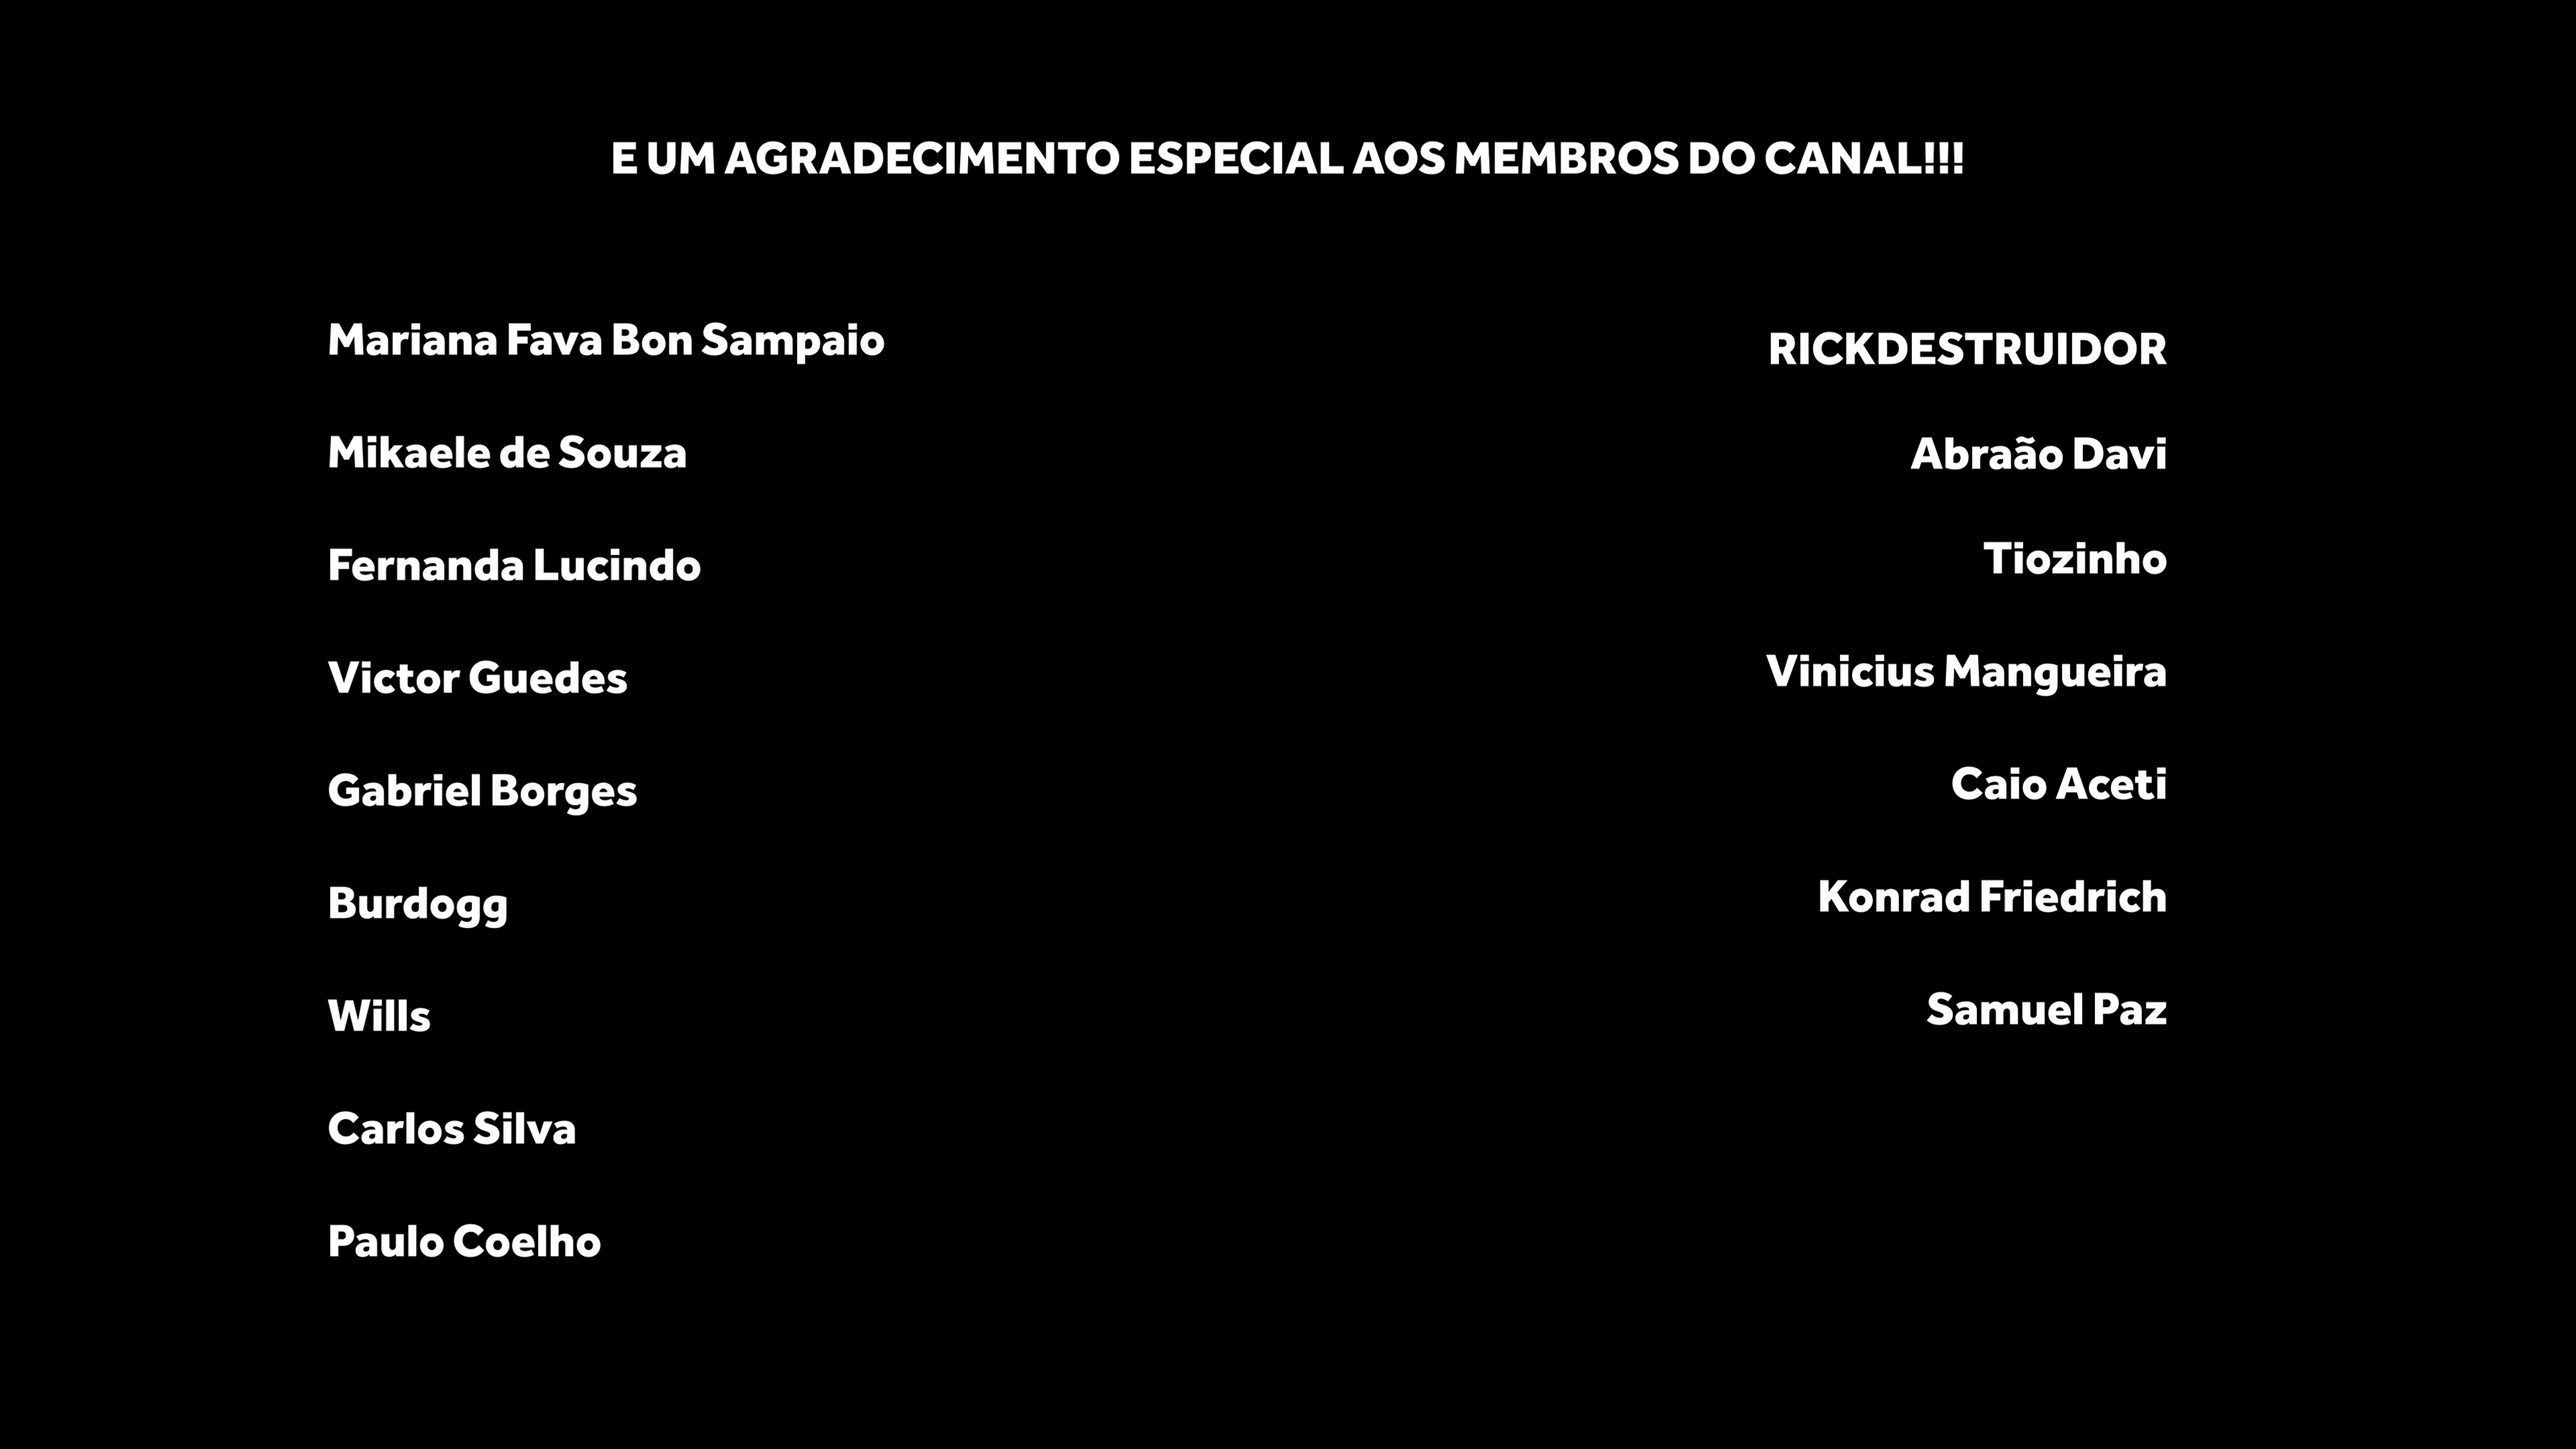 E UM AGRADECIMENTO ESPECIAL AOS MEMBROS DO CANAL!!!
Mariana Fava Bon Sampaio
Mikaele de Souza
Fernanda Lucindo
Victor Guedes
Gabriel Borges
Burdogg
Wills
Carlos Silva
Paulo Coelho
RICKDESTRUIDOR
Abraão Davi
Tiozinho
Vinicius Mangueira
Caio Aceti
Konrad Friedrich
Samuel Paz